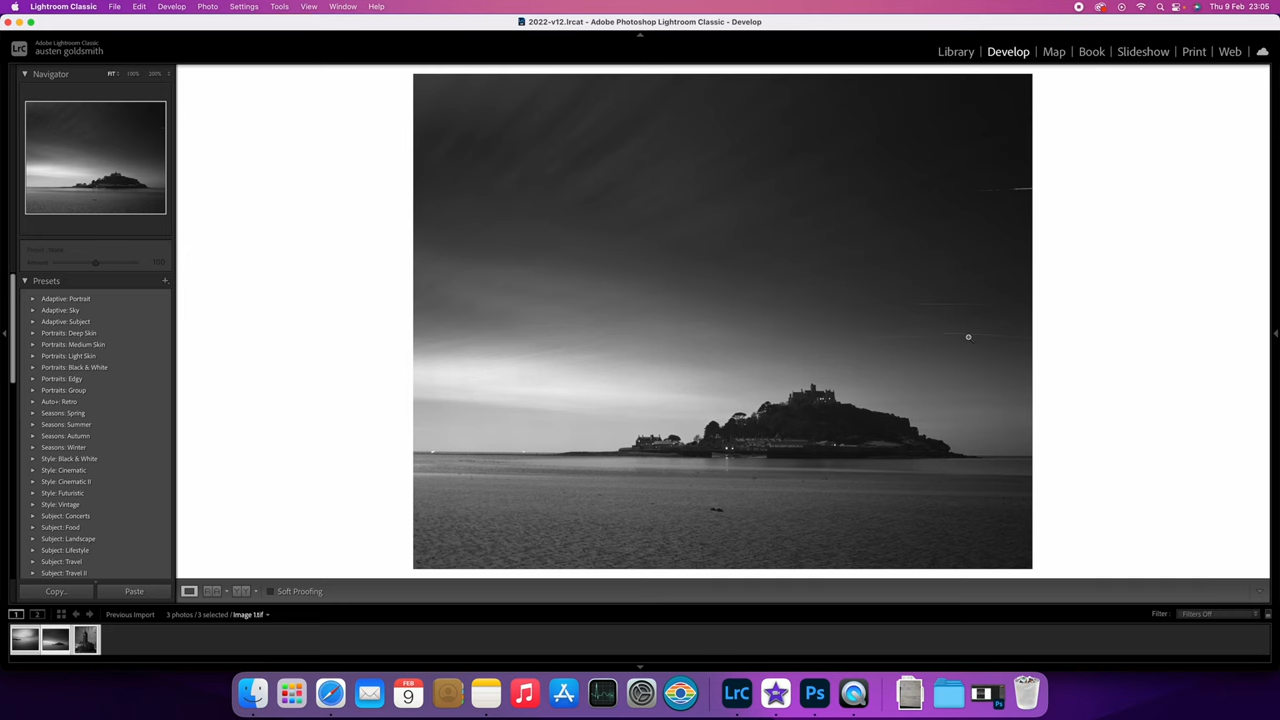 Lightroom Classic File Edit Develop Photo Settings Tools View Window Help Thu 9 Feb 23:05
2022-v12.lrcat - Adobe Photoshop Lightroom Classic - Develop
LrC Adobe Lightroom Classic
austen goldsmith
Library | Develop | Map | Book | Slideshow | Print | Web
Navigator FIT 100% 200%
Preset: None
Amount 100
Presets
Adaptive: Portrait
Adaptive: Sky
Adaptive: Subject
Portraits: Deep Skin
Portraits: Medium Skin
Portraits: Light Skin
Portraits: Black & White
Portraits: Edgy
Portraits: Group
Auto+: Retro
Seasons: Spring
Seasons: Summer
Seasons: Autumn
Seasons: Winter
Style: Black & White
Style: Cinematic
Style: Cinematic II
Style: Futuristic
Style: Vintage
Subject: Concerts
Subject: Food
Subject: Landscape
Subject: Lifestyle
Subject: Travel
Subject: Travel II
Copy... Paste Soft Proofing
1 2 Previous Import 3 photos / 3 selected / Image 1.tif Filter : Filters Off
FEB
9
LrC
Ps
Ps